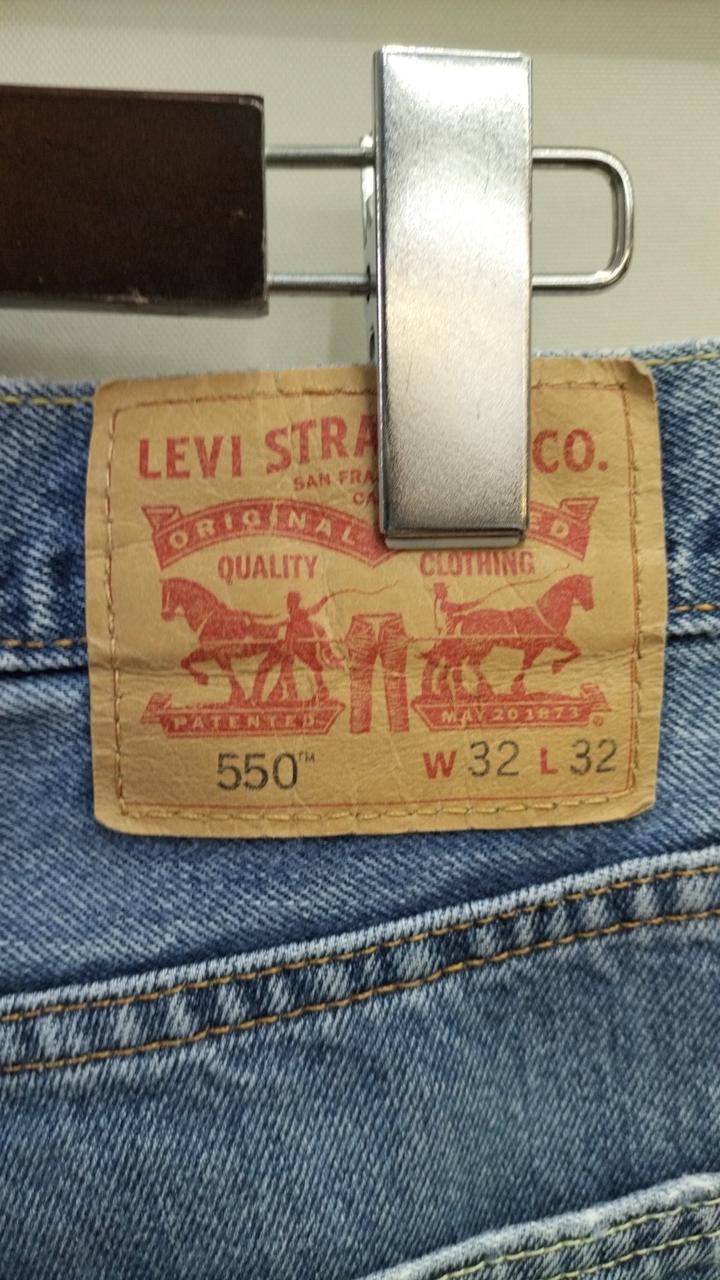 LEVI STRA CO.
SAN FRA
CA
ORIGINAL ED
QUALITY CLOTHING
PATENTED MAY 20 1873 ®
550™ W 32 L 32